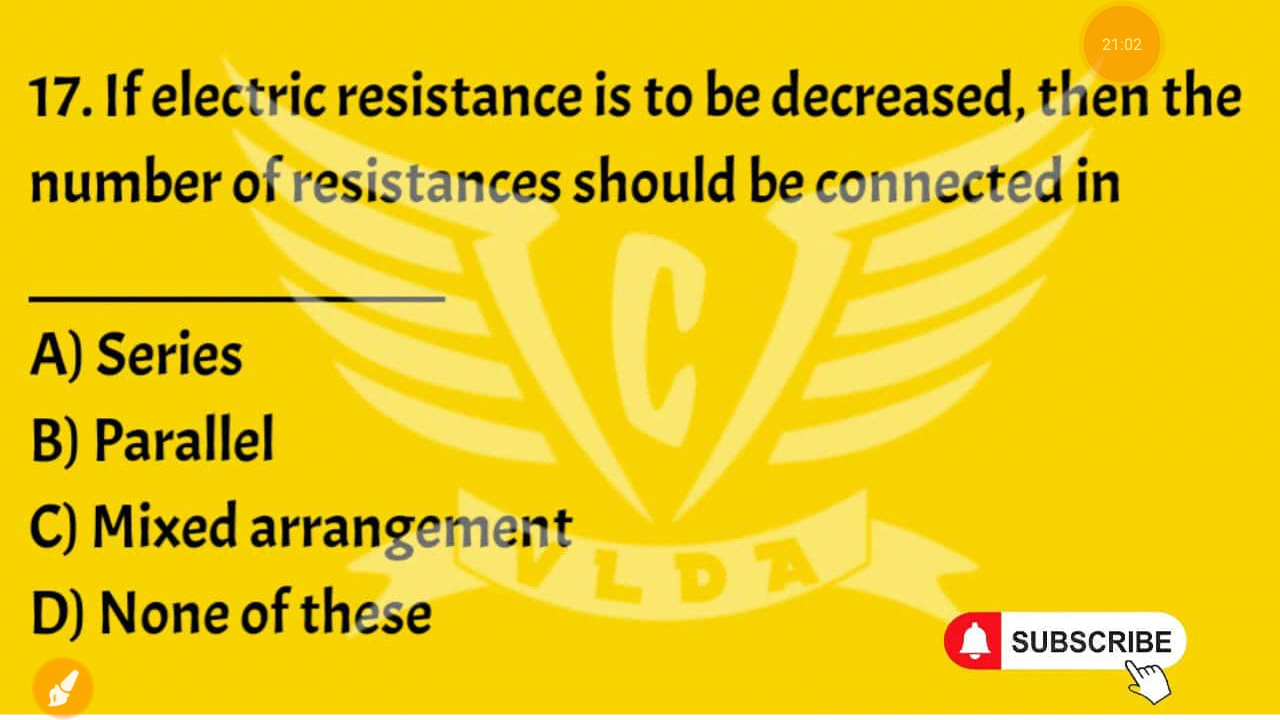 21:02
17. If electric resistance is to be decreased, then the
number of resistances should be connected in
A) Series
B) Parallel
C) Mixed arrangement
D) None of these
C
VLDA
SUBSCRIBE